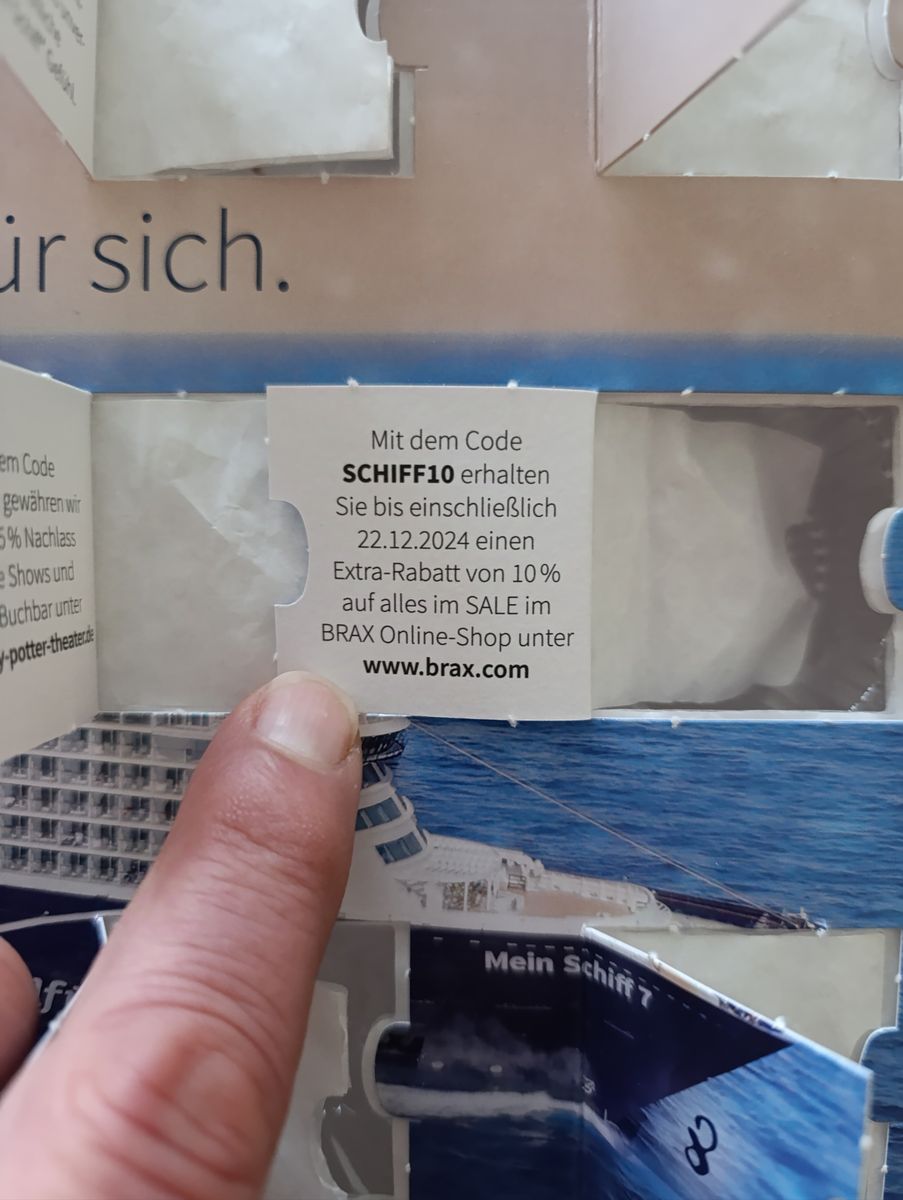 ür sich.
em Code
gewähren wir
% Nachlass
Shows und
Buchbar unter
y-potter-theater.de
Mit dem Code
SCHIFF10 erhalten
Sie bis einschließlich
22.12.2024 einen
Extra-Rabatt von 10 %
auf alles im SALE im
BRAX Online-Shop unter
www.brax.com
Mein Schiff 7
8